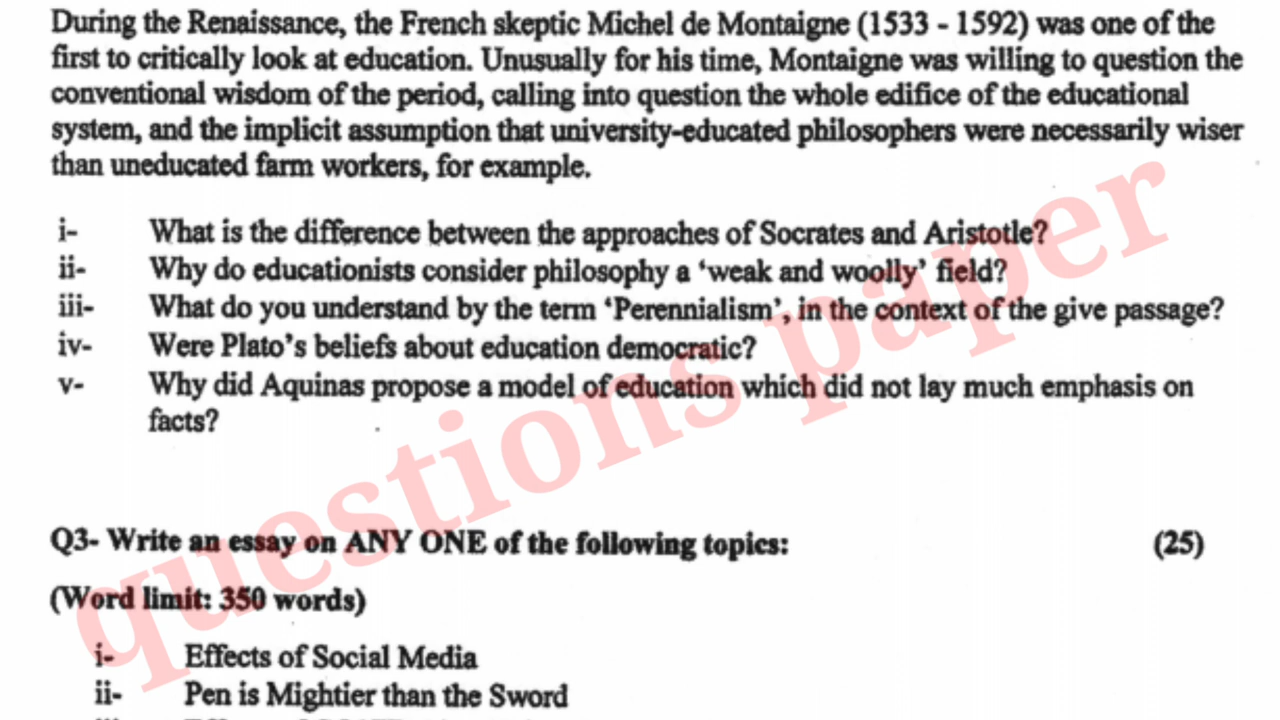 During the Renaissance, the French skeptic Michel de Montaigne (1533 - 1592) was one of the
first to critically look at education. Unusually for his time, Montaigne was willing to question the
conventional wisdom of the period, calling into question the whole edifice of the educational
system, and the implicit assumption that university-educated philosophers were necessarily wiser
than uneducated farm workers, for example.
i- What is the difference between the approaches of Socrates and Aristotle?
ii- Why do educationists consider philosophy a ‘weak and woolly’ field?
iii- What do you understand by the term ‘Perennialism’, in the context of the give passage?
iv- Were Plato’s beliefs about education democratic?
v- Why did Aquinas propose a model of education which did not lay much emphasis on
facts?
questions paper
Q3- Write an essay on ANY ONE of the following topics: (25)
(Word limit: 350 words)
i- Effects of Social Media
ii- Pen is Mightier than the Sword